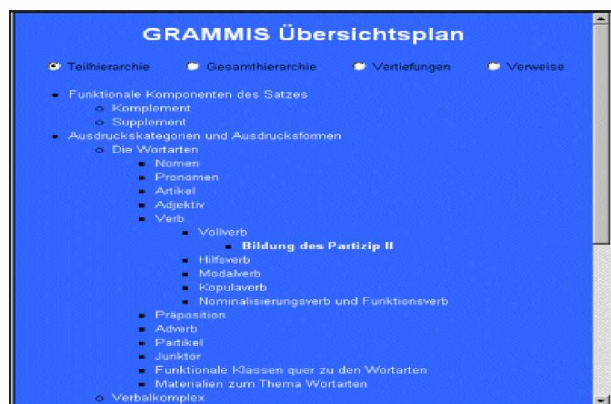 GRAMMIS Übersichtsplan
Teilhierarchie Gesamthierarchie Vertiefungen Verweise
Funktionale Komponenten des Satzes
Komplement
Supplement
Ausdruckskategorien und Ausdrucksformen
Die Wortarten
Nomen
Pronomen
Artikel
Adjektiv
Verb
Vollverb
Bildung des Partizip II
Hilfsverb
Modalverb
Kopulaverb
Nominalisierungsverb und Funktionsverb
Präposition
Adverb
Partikel
Junktor
Funktionale Klassen quer zu den Wortarten
Materialien zum Thema Wortarten
Verbalkomplex